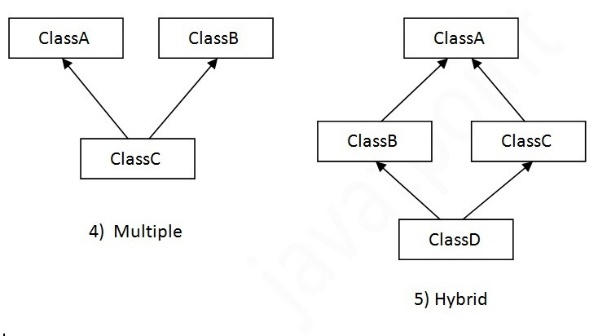 ClassA
ClassB
ClassC
4) Multiple
ClassA
ClassB
ClassC
ClassD
5) Hybrid